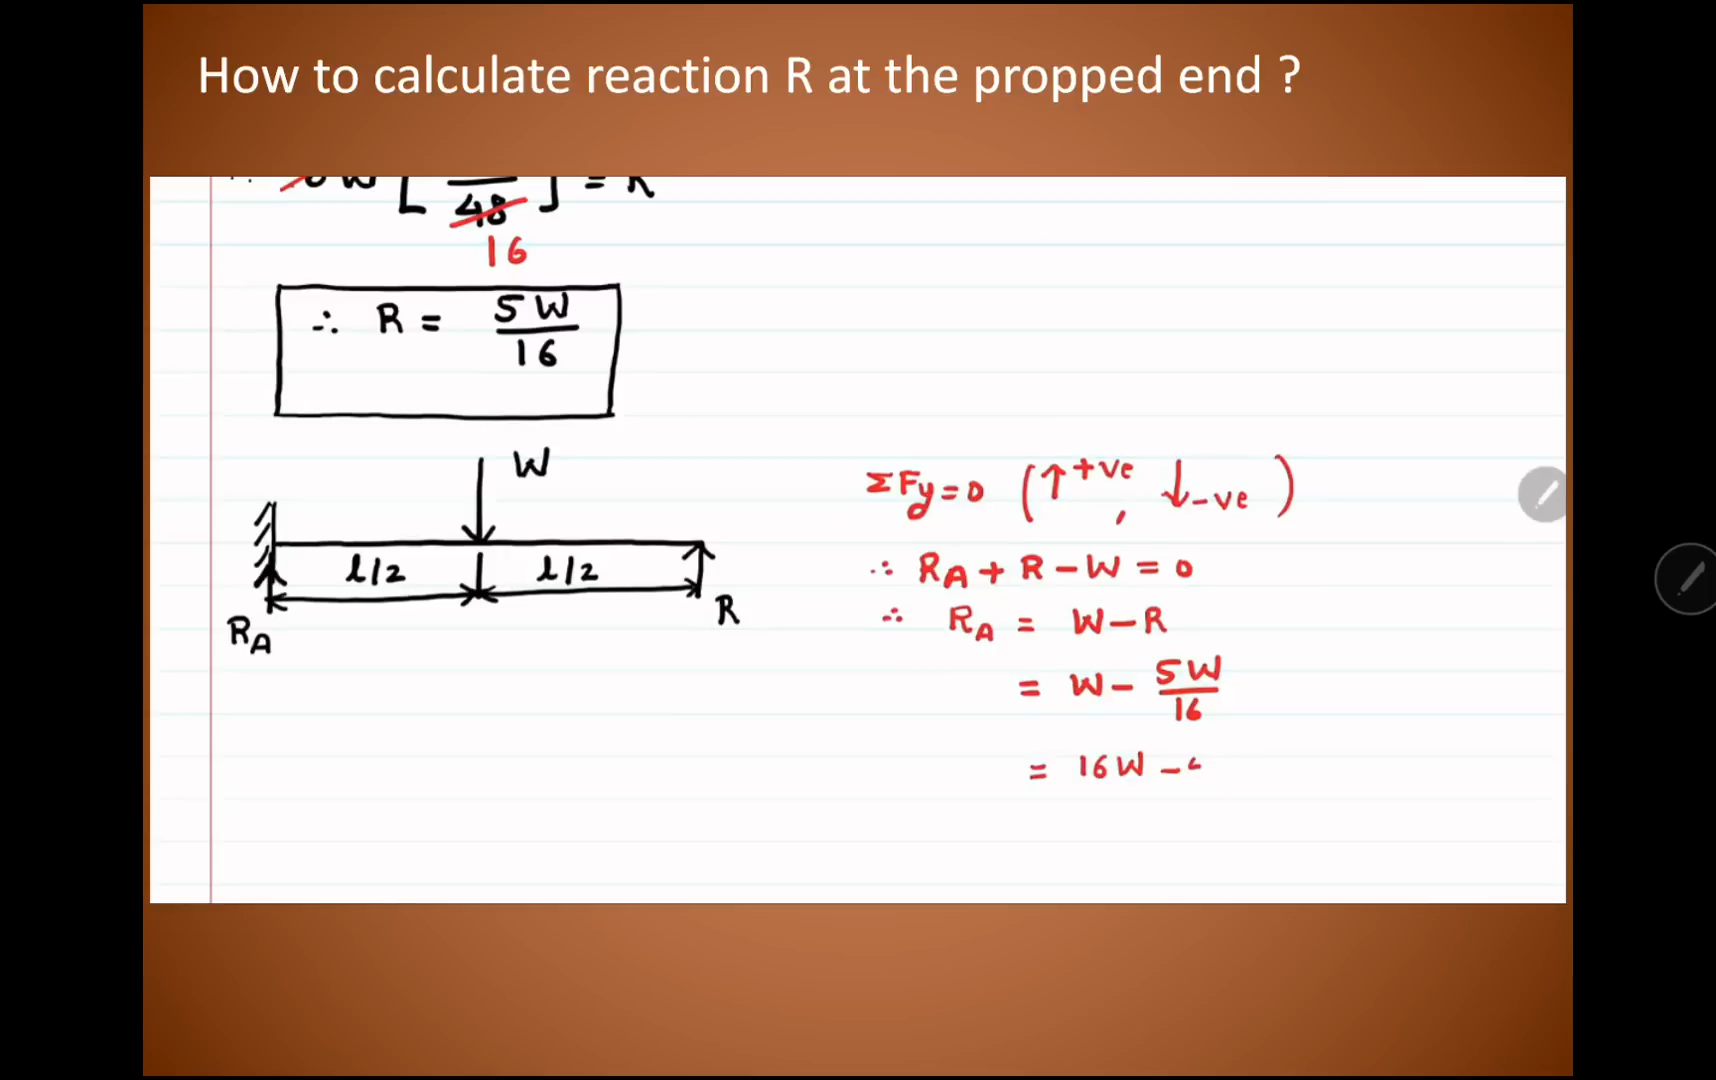 How to calculate reaction R at the propped end ?
48 ] = R
16
∴ R = 5W/16
W
l/2 l/2
R
RA
ΣFy=0 (↑+ve, ↓-ve)
∴ RA + R - W = 0
∴ RA = W - R
= W - 5W/16
= 16W -